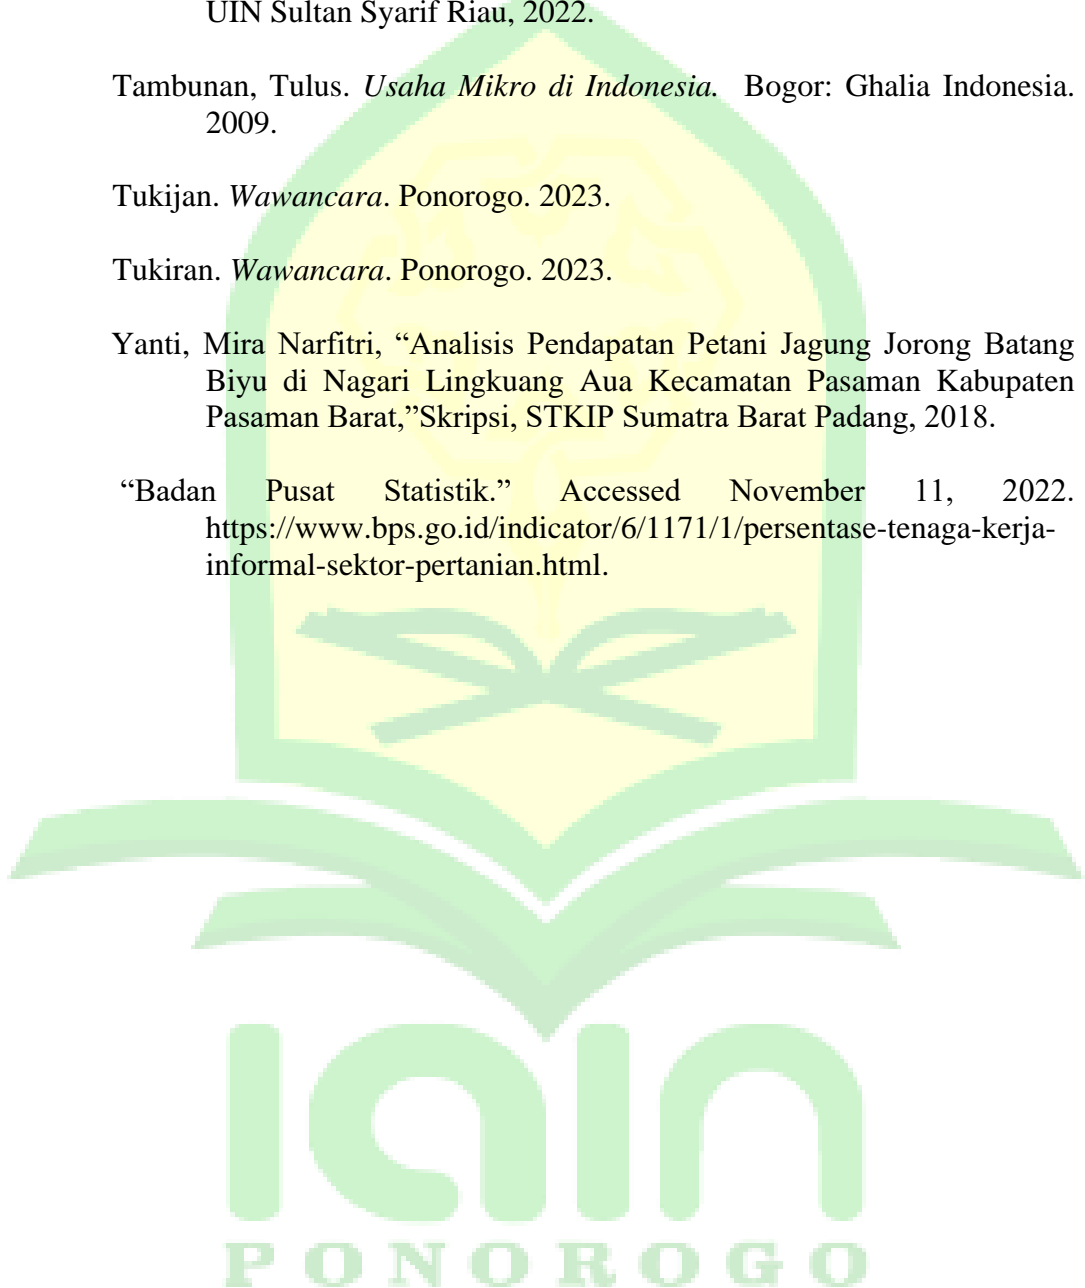 UIN Sultan Syarif Riau, 2022.
Tambunan, Tulus. Usaha Mikro di Indonesia. Bogor: Ghalia Indonesia.
2009.
Tukijan. Wawancara. Ponorogo. 2023.
Tukiran. Wawancara. Ponorogo. 2023.
Yanti, Mira Narfitri, “Analisis Pendapatan Petani Jagung Jorong Batang
Biyu di Nagari Lingkuang Aua Kecamatan Pasaman Kabupaten
Pasaman Barat,”Skripsi, STKIP Sumatra Barat Padang, 2018.
“Badan Pusat Statistik.” Accessed November 11, 2022.
https://www.bps.go.id/indicator/6/1171/1/persentase-tenaga-kerja-
informal-sektor-pertanian.html.
iain
PONOROGO